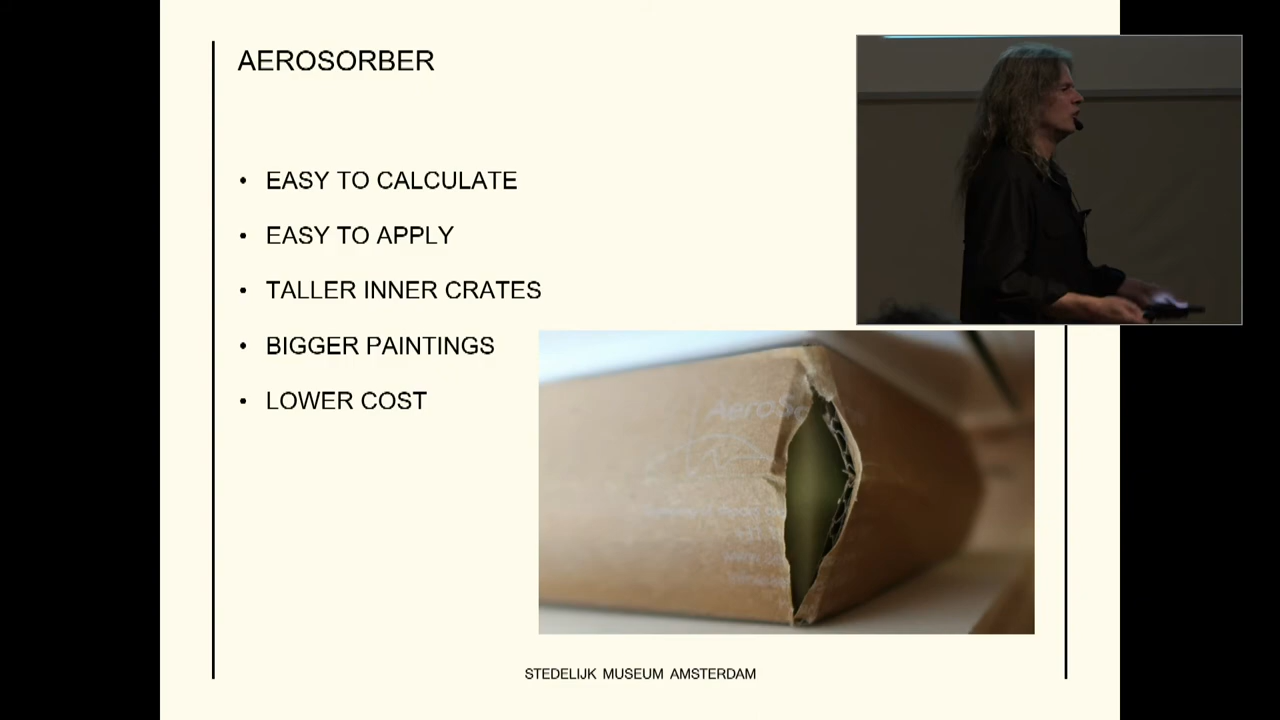 AEROSORBER
• EASY TO CALCULATE
• EASY TO APPLY
• TALLER INNER CRATES
• BIGGER PAINTINGS
• LOWER COST
STEDELIJK MUSEUM AMSTERDAM